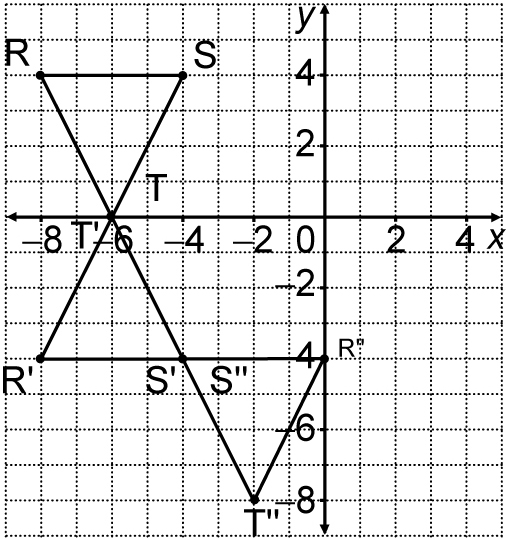 y
R
S
4
2
T
T'
–8
–6
–4
–2
0
2
4
x
–2
R'
S'
S"
4
R"
–6
T"
–8